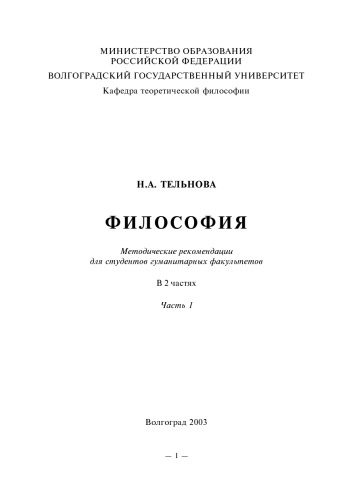 МИНИСТЕРСТВО ОБРАЗОВАНИЯ
РОССИЙСКОЙ ФЕДЕРАЦИИ
ВОЛГОГРАДСКИЙ ГОСУДАРСТВЕННЫЙ УНИВЕРСИТЕТ
Кафедра теоретической философии
Н.А. ТЕЛЬНОВА
ФИЛОСОФИЯ
Методические рекомендации
для студентов гуманитарных факультетов
В 2 частях
Часть 1
Волгоград 2003
— 1 —